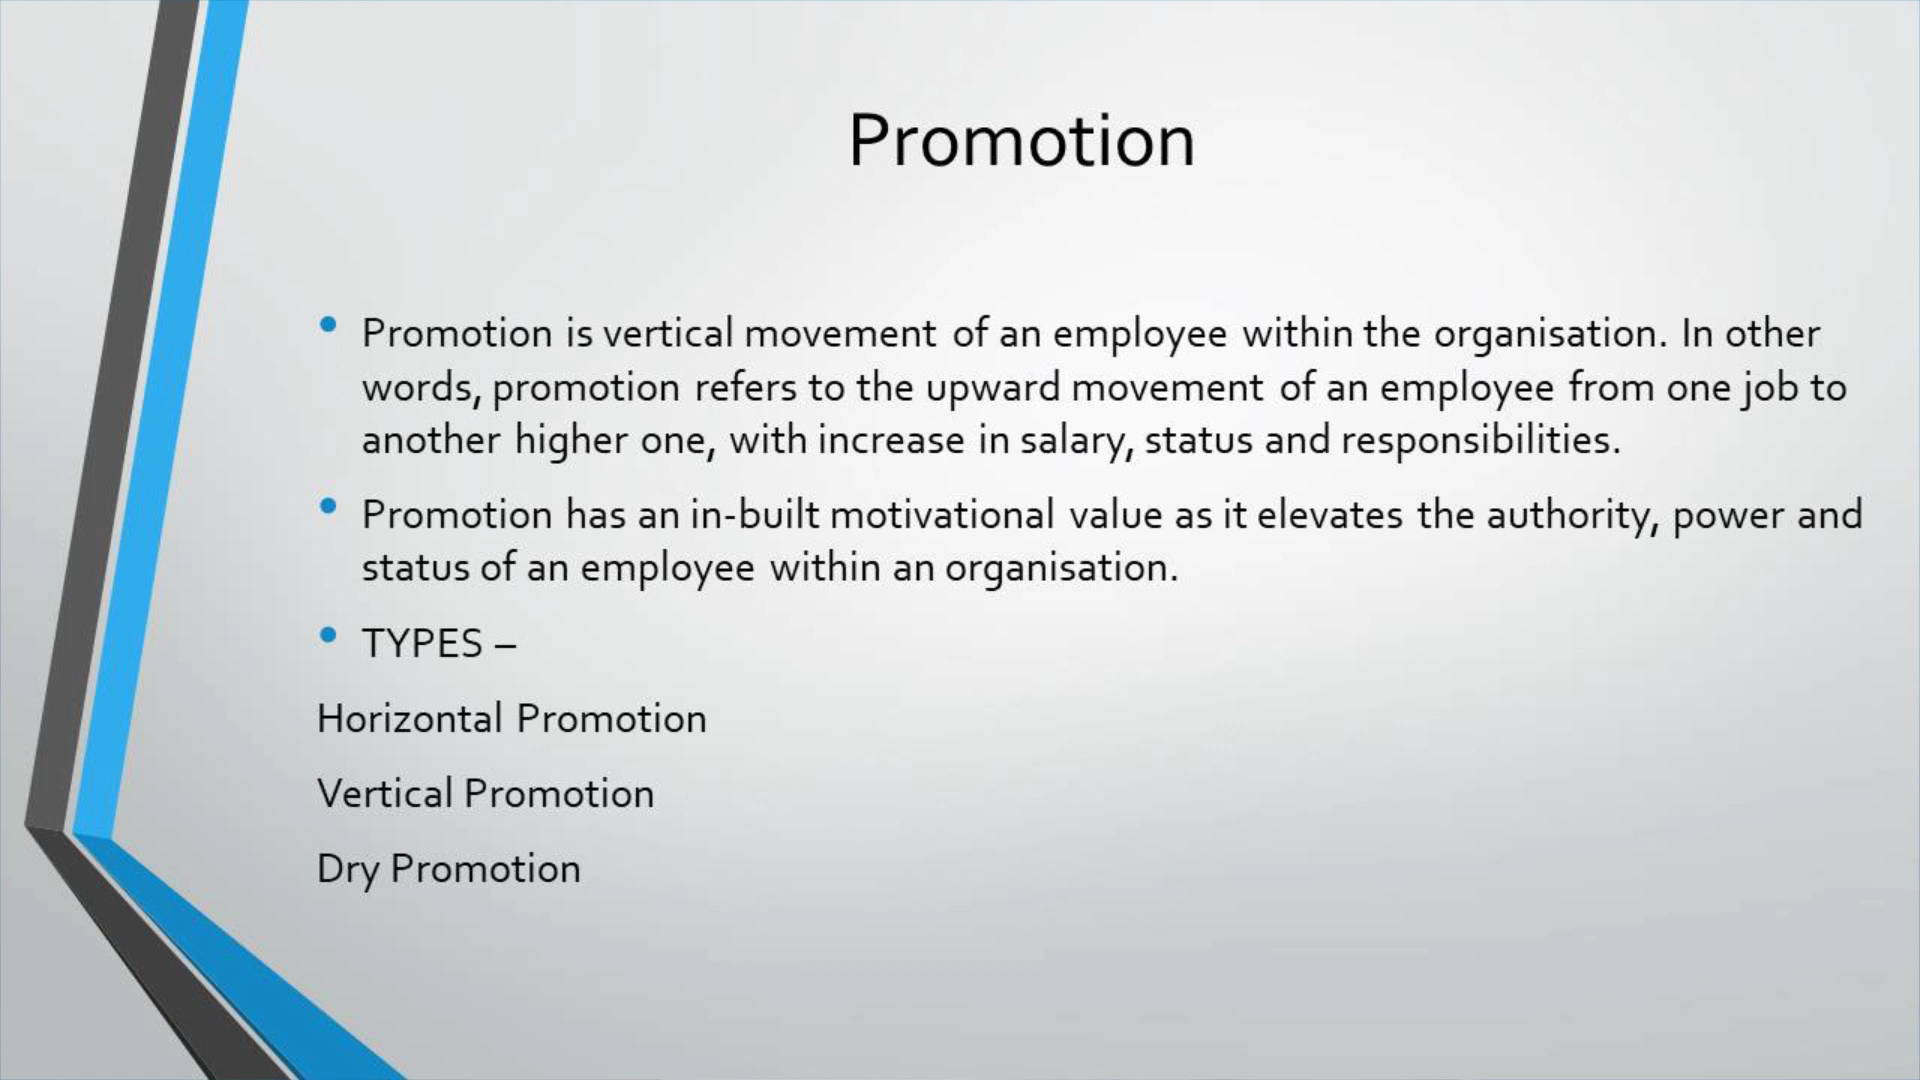 Promotion
• Promotion is vertical movement of an employee within the organisation. In other
words, promotion refers to the upward movement of an employee from one job to
another higher one, with increase in salary, status and responsibilities.
• Promotion has an in-built motivational value as it elevates the authority, power and
status of an employee within an organisation.
• TYPES –
Horizontal Promotion
Vertical Promotion
Dry Promotion